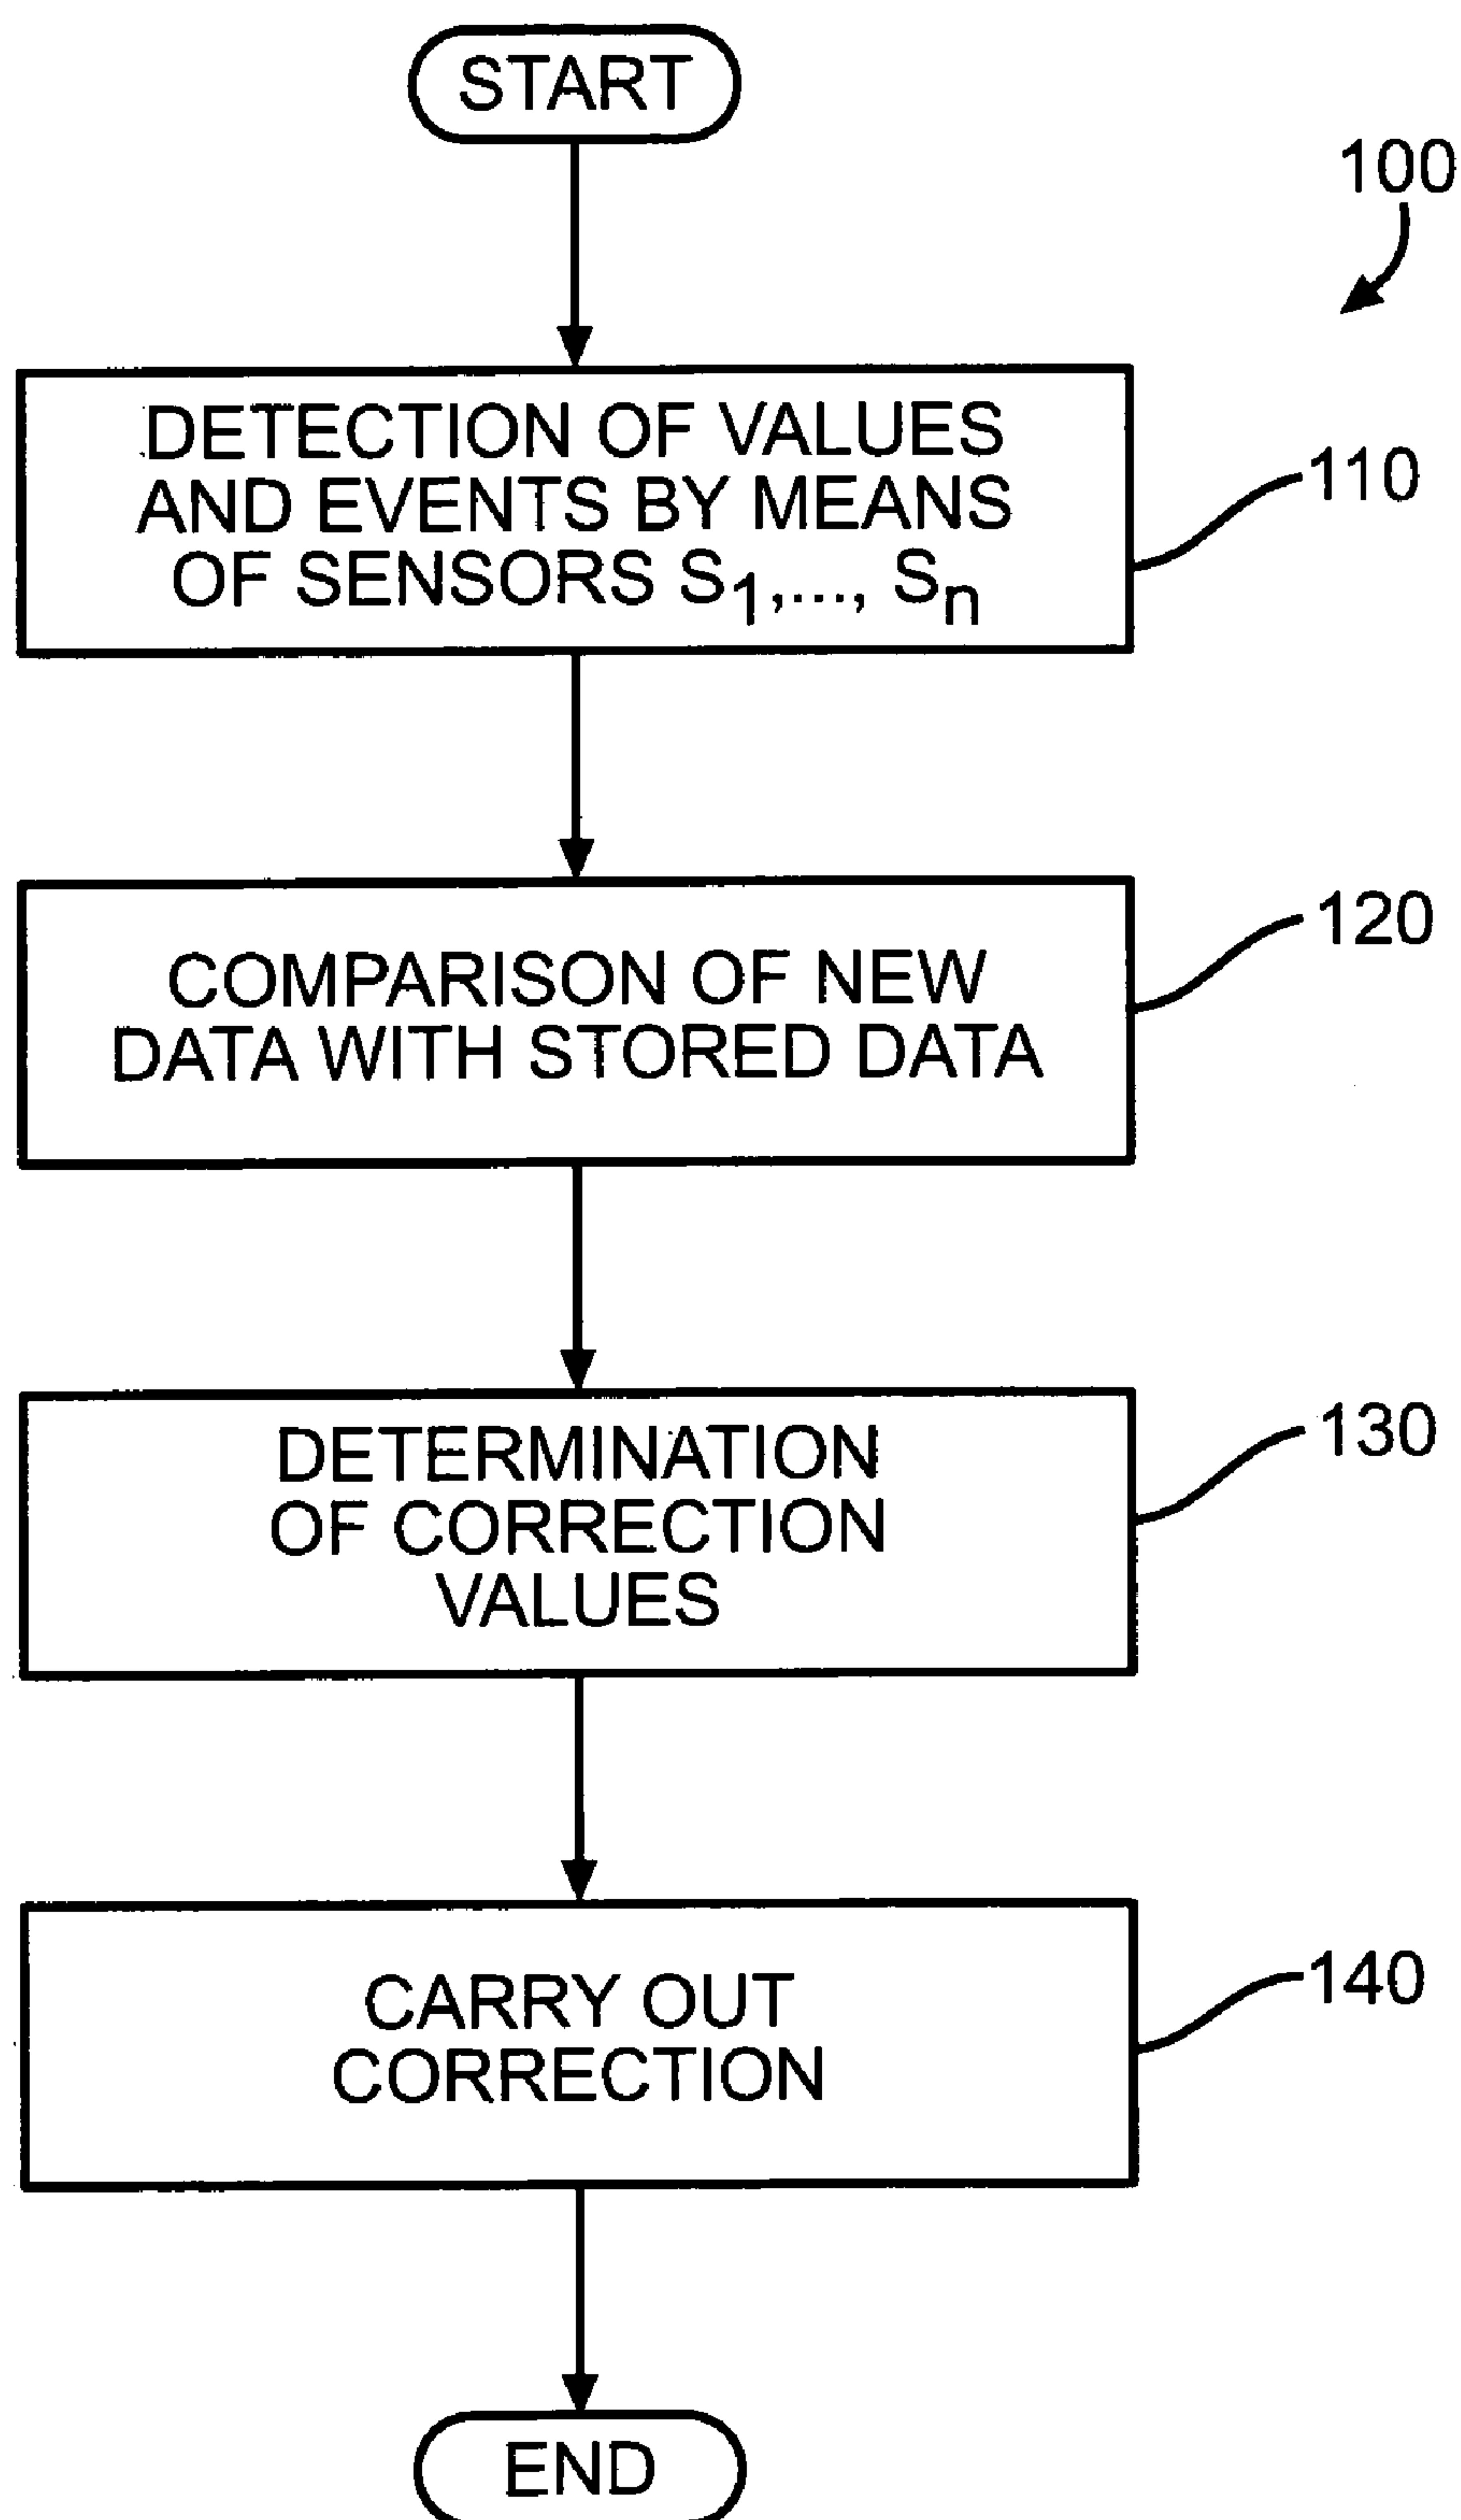 START
100
DETECTION OF VALUES
AND EVENTS BY MEANS
OF SENSORS S1,..., Sn
110
COMPARISON OF NEW
DATA WITH STORED DATA
120
DETERMINATION
OF CORRECTION
VALUES
130
CARRY OUT
CORRECTION
140
END